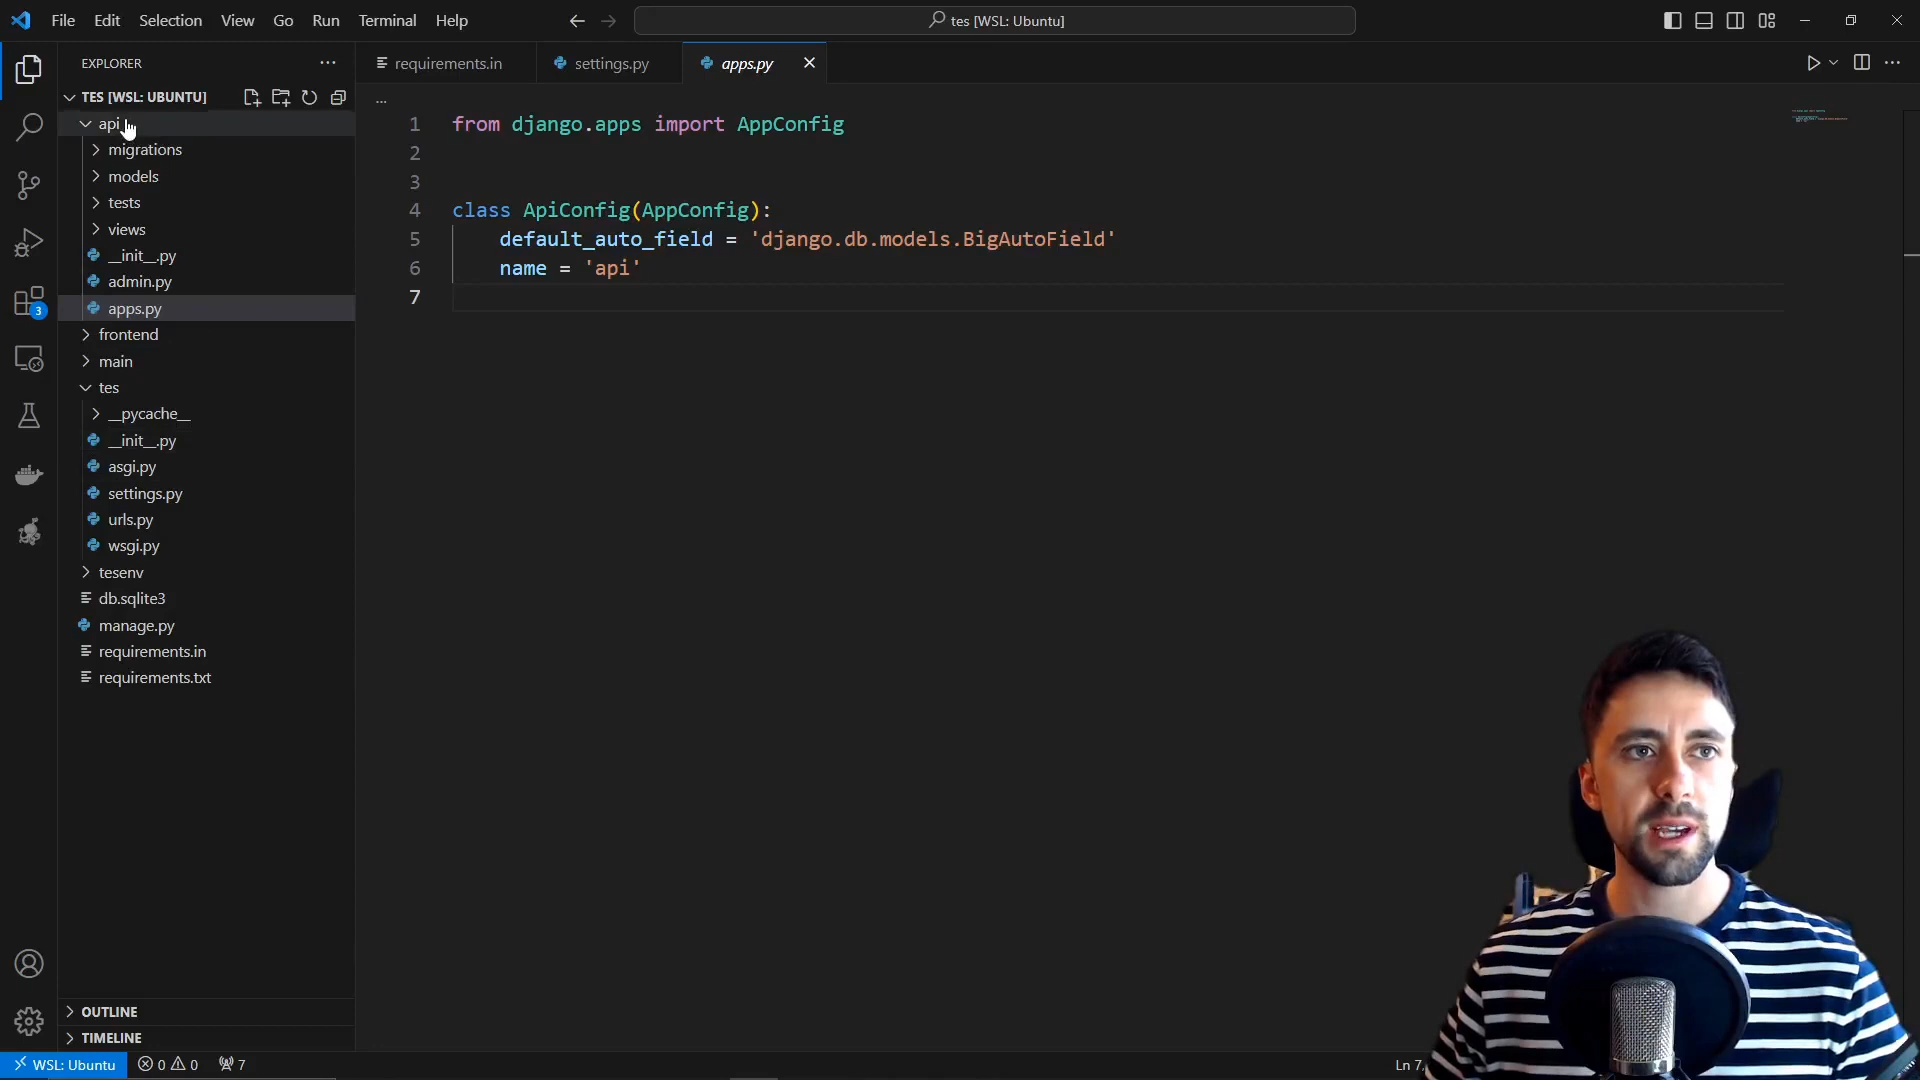 File Edit Selection View Go Run Terminal Help
tes [WSL: Ubuntu]
EXPLORER
TES [WSL: UBUNTU]
api
migrations
models
tests
views
__init__.py
admin.py
apps.py
frontend
main
tes
__pycache__
__init__.py
asgi.py
settings.py
urls.py
wsgi.py
tesenv
db.sqlite3
manage.py
requirements.in
requirements.txt
OUTLINE
TIMELINE
3
requirements.in
settings.py
apps.py
...
1 from django.apps import AppConfig
2
3
4 class ApiConfig(AppConfig):
5 default_auto_field = 'django.db.models.BigAutoField'
6 name = 'api'
7
WSL: Ubuntu 0 0 7
Ln 7,